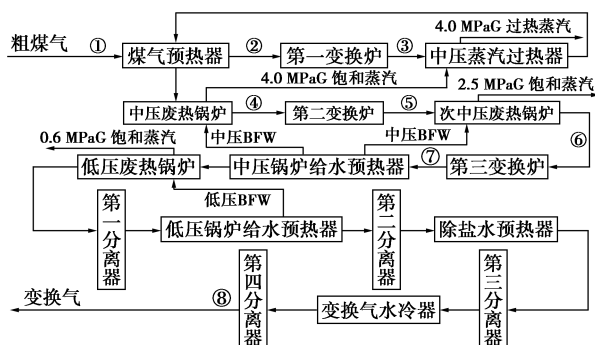 4.0 MPaG 过热蒸汽
粗煤气 ① 煤气预热器 ② 第一变换炉 ③ 中压蒸汽过热器
4.0 MPaG 饱和蒸汽 2.5 MPaG 饱和蒸汽
中压废热锅炉 ④ 第二变换炉 ⑤ 次中压废热锅炉
0.6 MPaG 饱和蒸汽 中压BFW 中压BFW ⑥
低压废热锅炉 中压锅炉给水预热器 ⑦ 第三变换炉
低压BFW
第一分离器 低压锅炉给水预热器 第二分离器 除盐水预热器
变换气 ⑧ 第四分离器 变换气水冷器 第三分离器